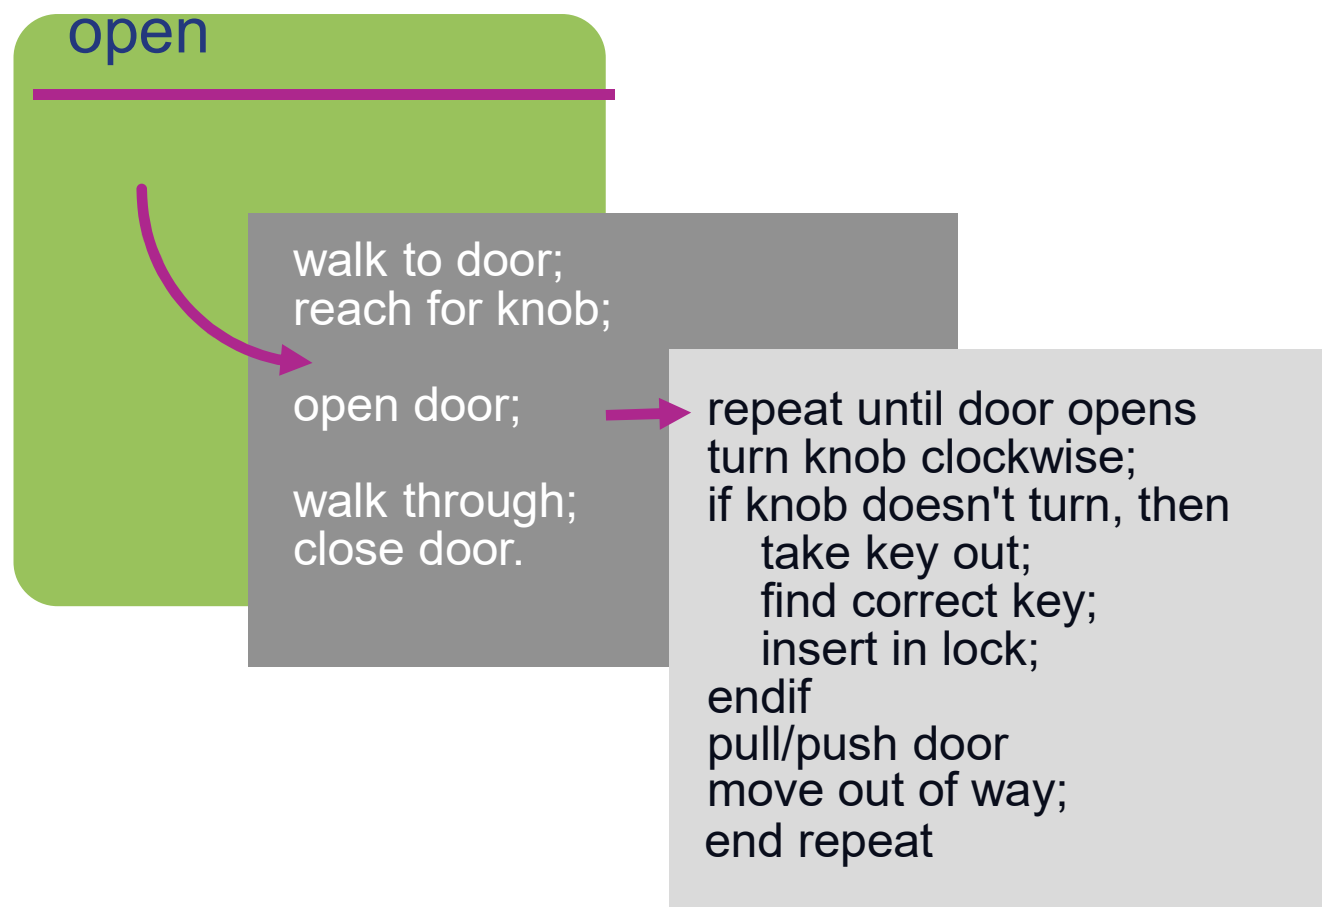 open
walk to door;
reach for knob;
open door;
walk through;
close door.
repeat until door opens
turn knob clockwise;
if knob doesn't turn, then
take key out;
find correct key;
insert in lock;
endif
pull/push door
move out of way;
end repeat